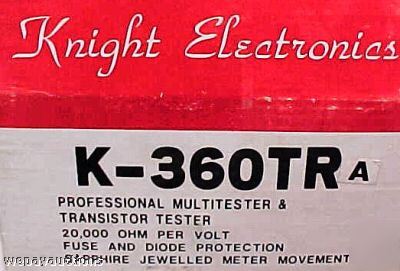 Knight Electronics
K-360TR A
PROFESSIONAL MULTITESTER &
TRANSISTOR TESTER
20,000 OHM PER VOLT
FUSE AND DIODE PROTECTION
SAPPHIRE JEWELLED METER MOVEMENT